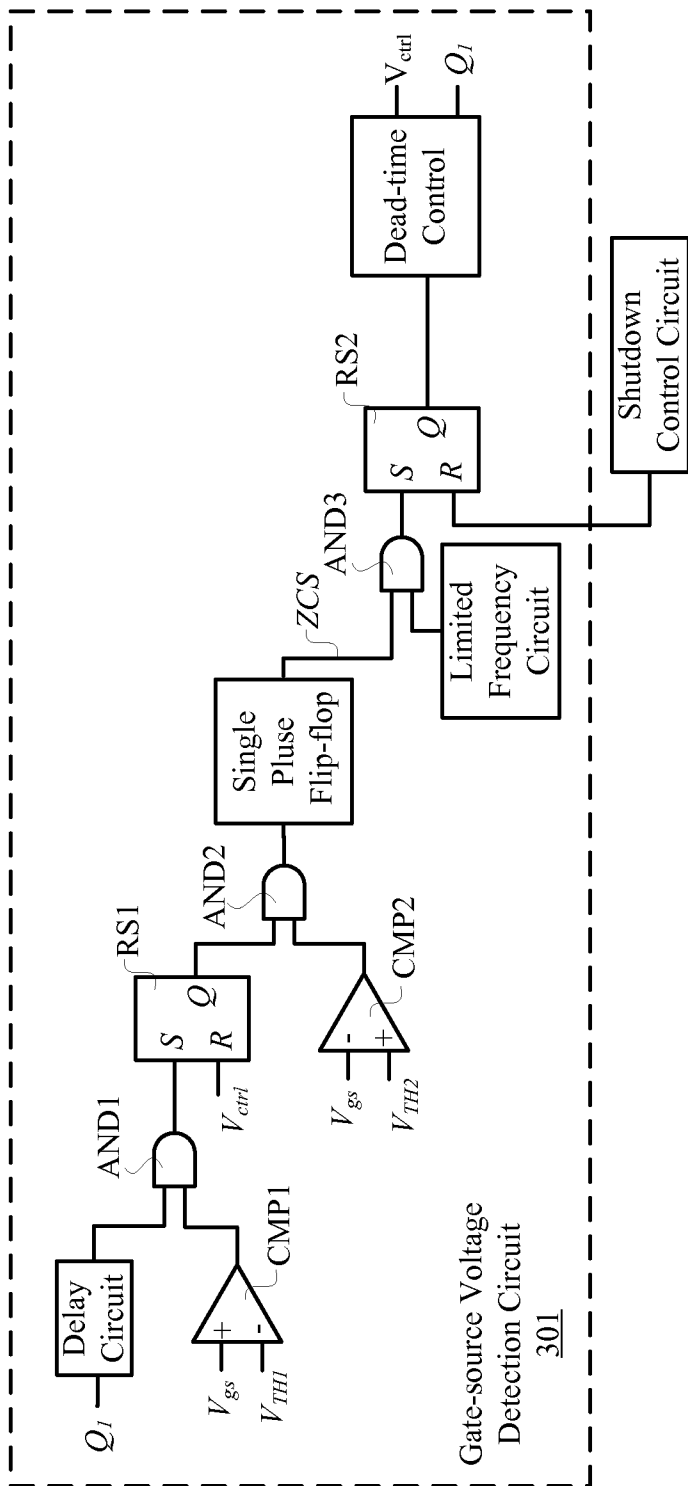 Q1
Delay
Circuit
Vgs
VTH1
+
-
CMP1
AND1
S
R
Q
RS1
Vctrl
Vgs
VTH2
-
+
CMP2
AND2
Single
Pluse
Flip-flop
ZCS
Limited
Frequency
Circuit
AND3
S
R
Q
RS2
Dead-time
Control
Vctrl
Q1
Shutdown
Control Circuit
Gate-source Voltage
Detection Circuit
301